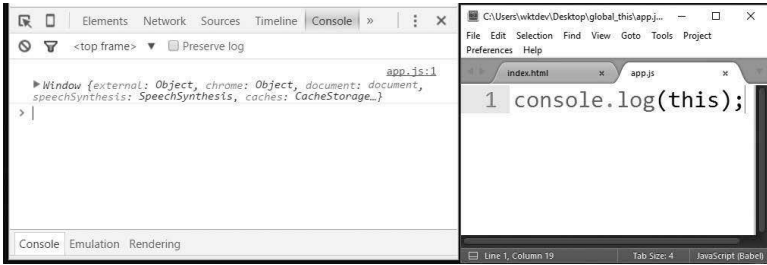 Elements Network Sources Timeline Console »
<top frame> ▼ Preserve log
app.js:1
▶Window {external: Object, chrome: Object, document: document,
speechSynthesis: SpeechSynthesis, caches: CacheStorage…}
>
Console Emulation Rendering
C:\Users\wktdev\Desktop\global_this\app.j...
File Edit Selection Find View Goto Tools Project
Preferences Help
index.html × app.js ×
1 console.log(this);
Line 1, Column 19 Tab Size: 4 JavaScript (Babel)